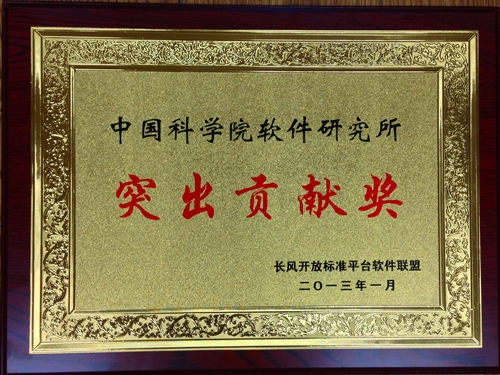 中国科学院软件研究所
突出贡献奖
长风开放标准平台软件联盟
二〇一三年一月